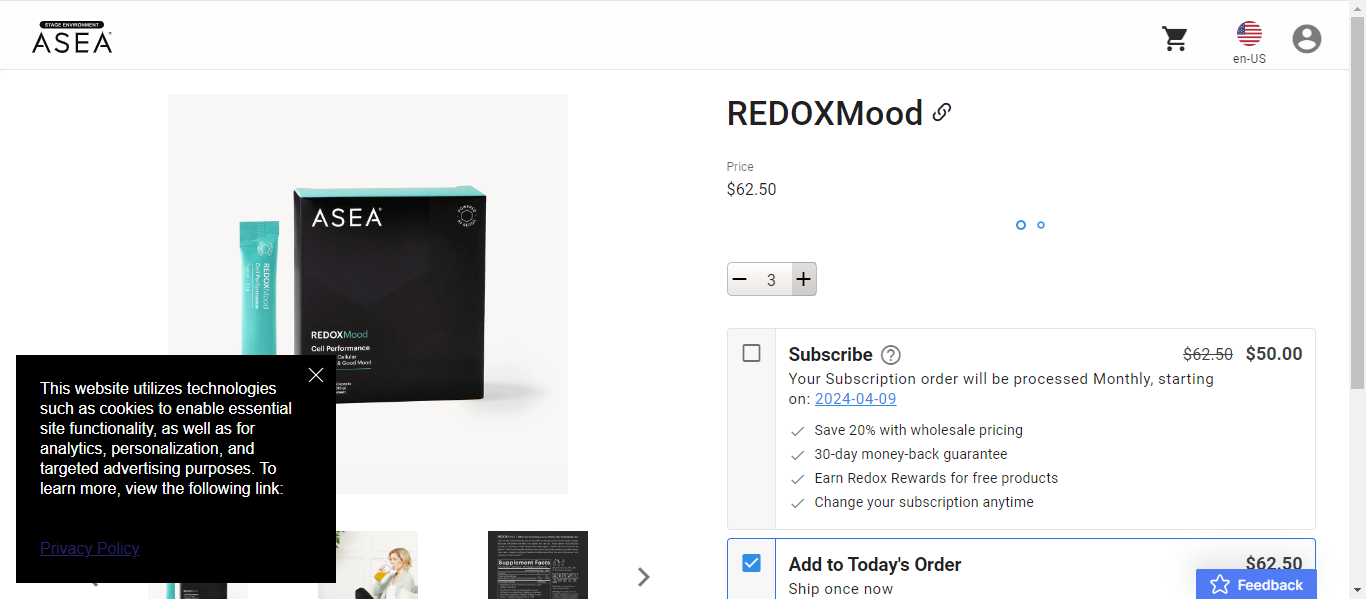 STAGE ENVIRONMENT
ASEA
en-US
REDOXMood
Price
$62.50
3
Subscribe
$62.50 $50.00
Your Subscription order will be processed Monthly, starting
on: 2024-04-09
Save 20% with wholesale pricing
30-day money-back guarantee
Earn Redox Rewards for free products
Change your subscription anytime
Add to Today's Order
$62.50
Ship once now
Feedback
ASEA
REDOXMood
Cell Performance
Cellular
& Good Mood
REDOXMood
Cell Performance
This website utilizes technologies
such as cookies to enable essential
site functionality, as well as for
analytics, personalization, and
targeted advertising purposes. To
learn more, view the following link:
Privacy Policy
Supplement Facts